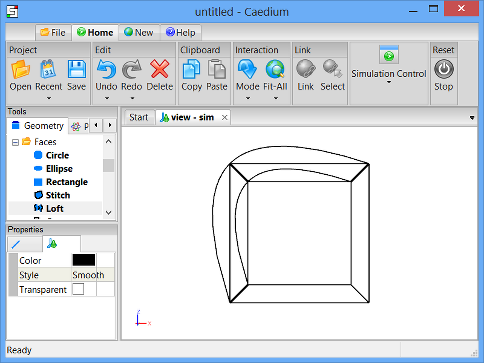 untitled - Caedium
File Home New Help
Project Edit Clipboard Interaction Link Reset
Open Recent Save Undo Redo Delete Copy Paste Mode Fit-All Link Select Simulation Control Stop
Tools
Geometry
Faces
Circle
Ellipse
Rectangle
Stitch
Loft
Properties
Color
Style Smooth
Transparent
Start view - sim
x
Ready